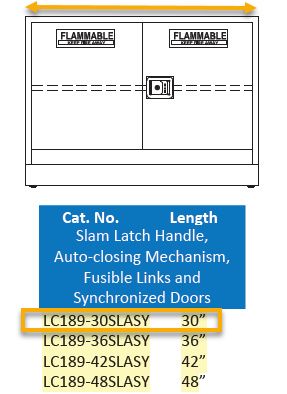 FLAMMABLE FLAMMABLE
KEEP FIRE AWAY KEEP FIRE AWAY
Cat. No. Length
Slam Latch Handle,
Auto-closing Mechanism,
Fusible Links and
Synchronized Doors
LC189-30SLASY 30”
LC189-36SLASY 36”
LC189-42SLASY 42”
LC189-48SLASY 48”